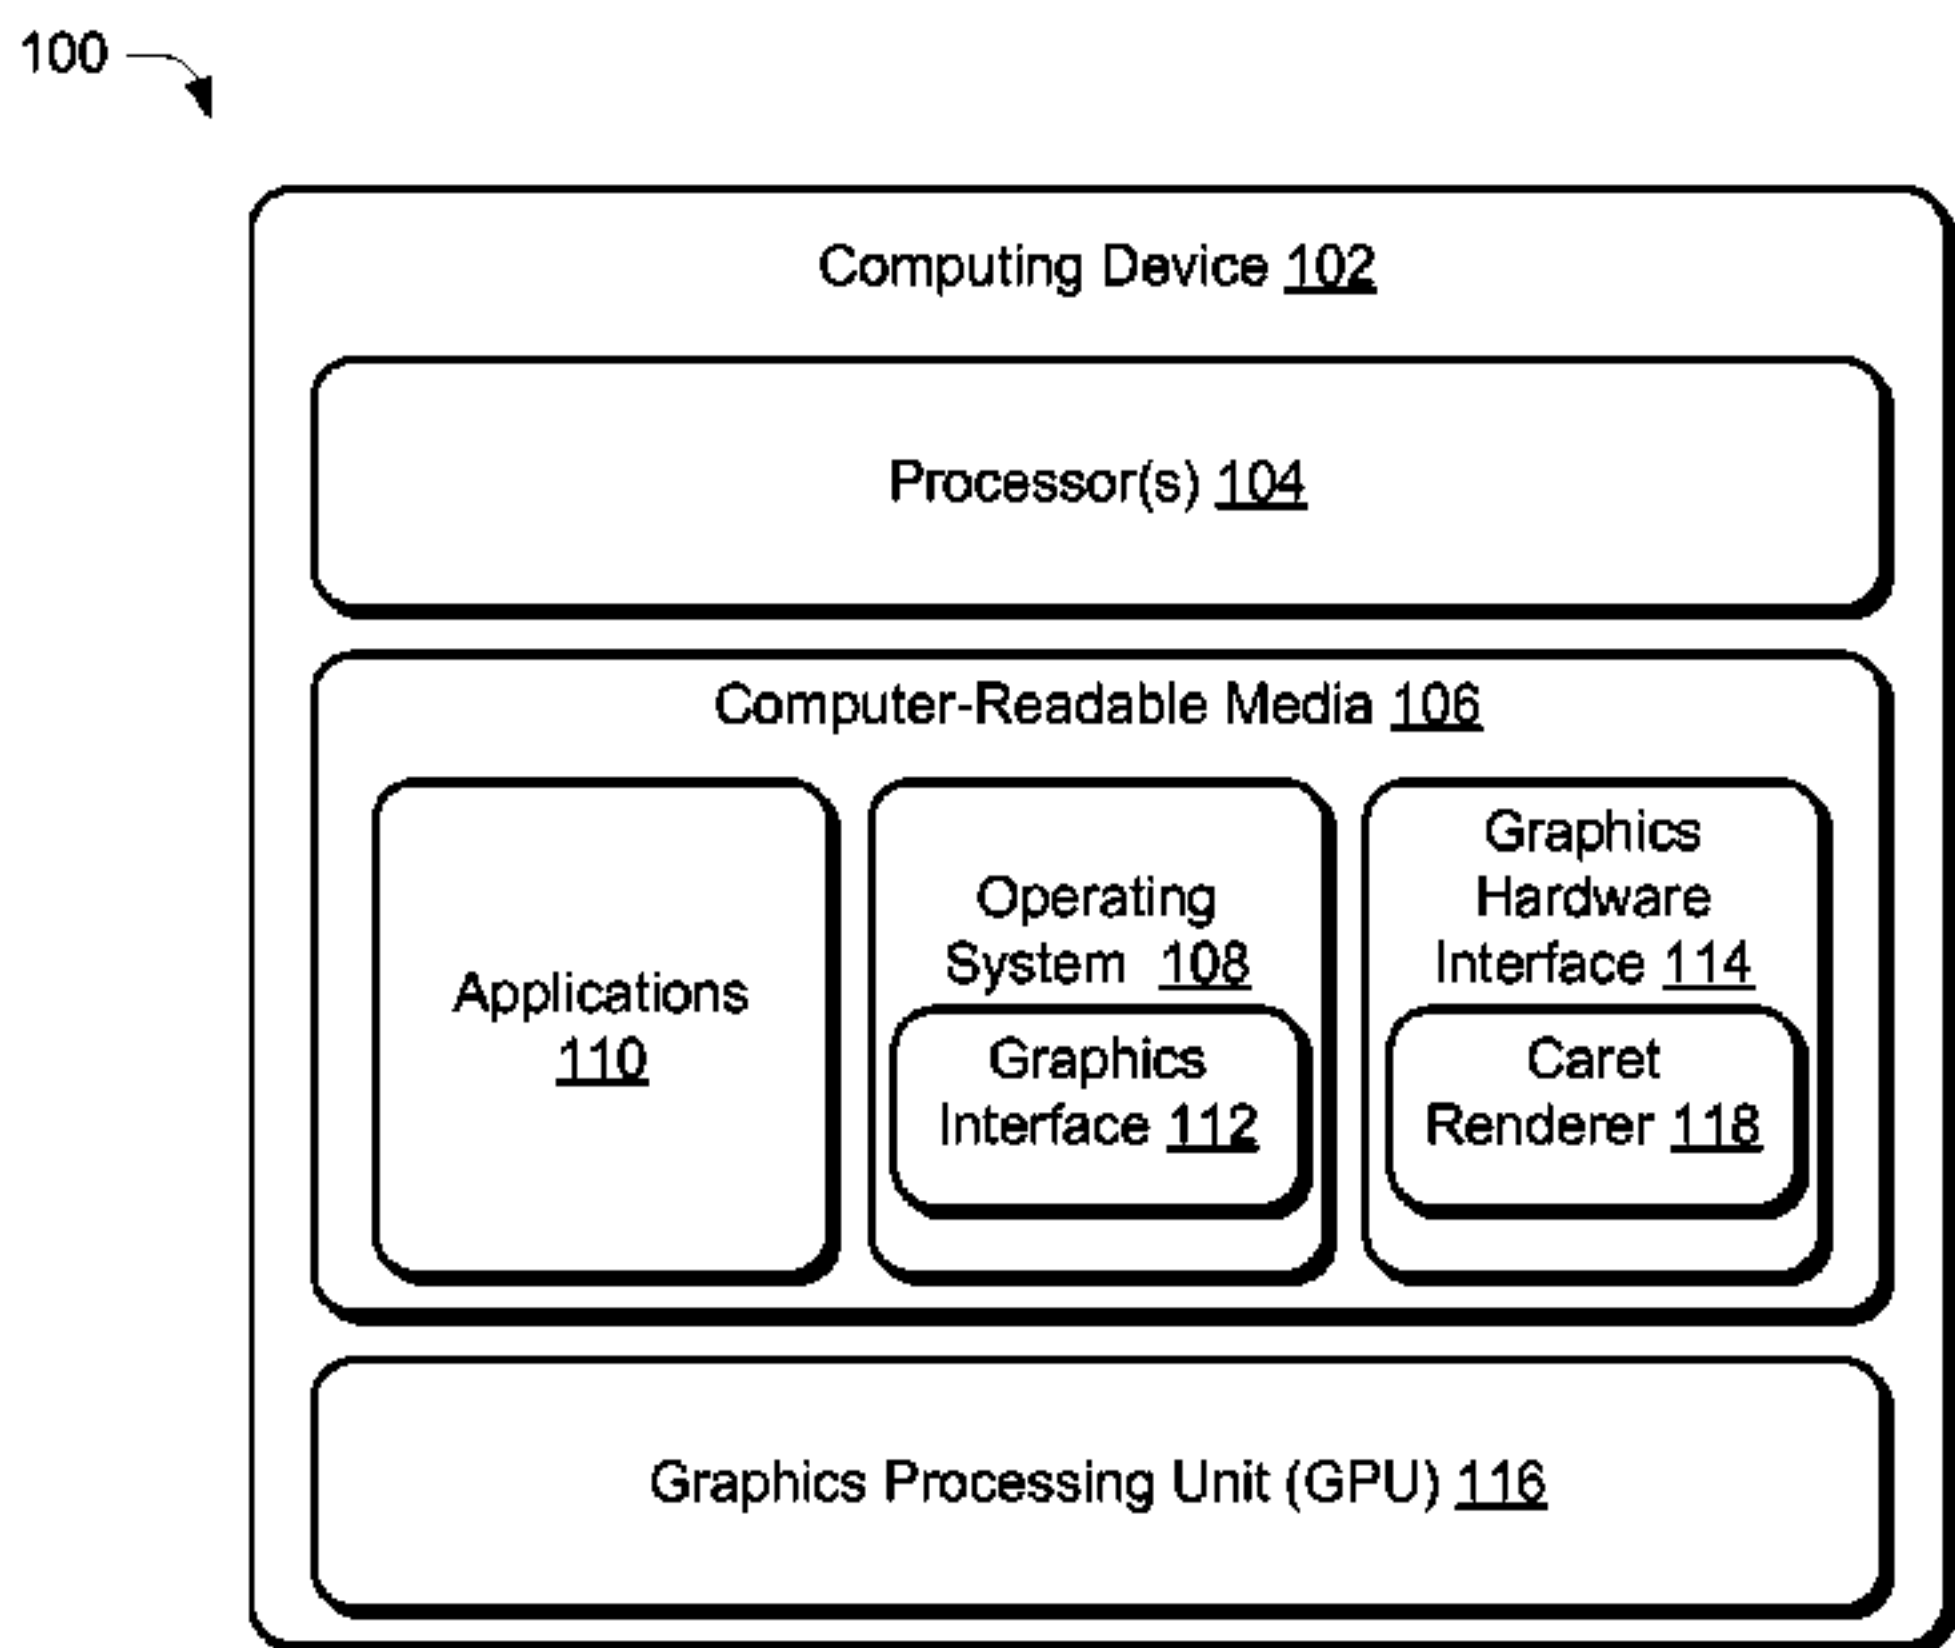 100
Computing Device 102
Processor(s) 104
Computer-Readable Media 106
Applications
110
Operating
System 108
Graphics
Interface 112
Graphics
Hardware
Interface 114
Caret
Renderer 118
Graphics Processing Unit (GPU) 116